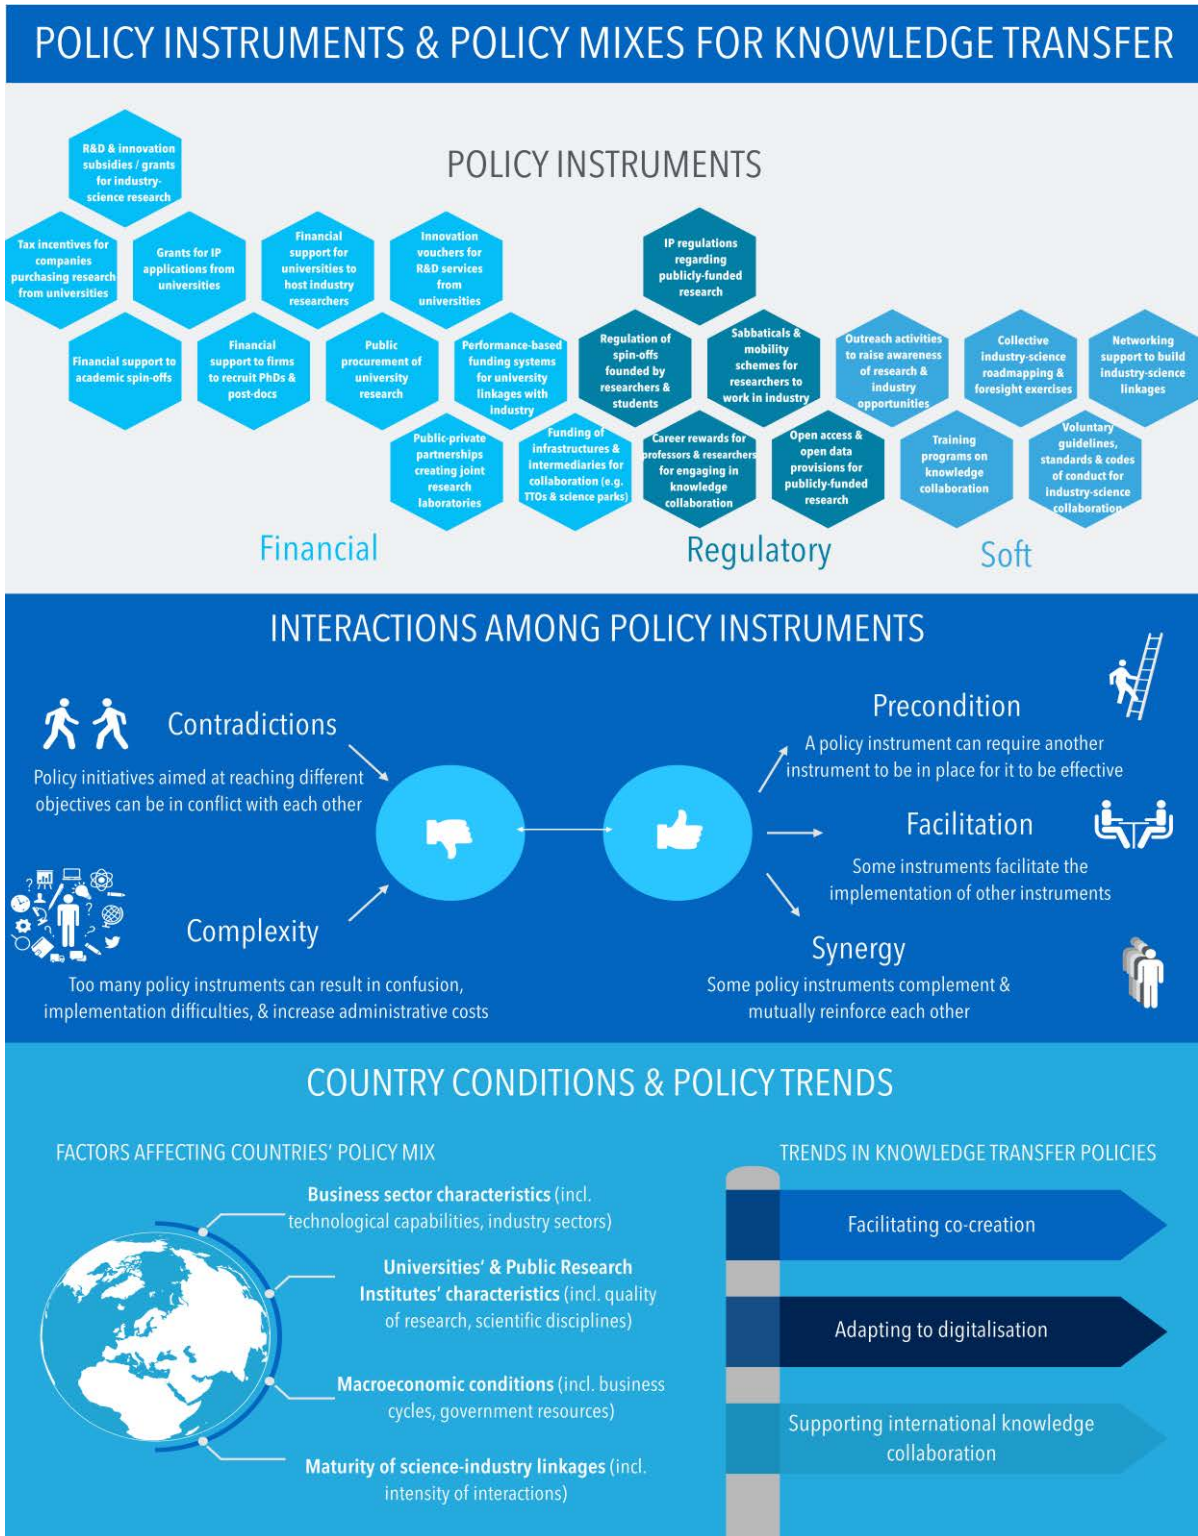 POLICY INSTRUMENTS & POLICY MIXES FOR KNOWLEDGE TRANSFER
POLICY INSTRUMENTS
R&D & innovation
subsidies / grants
for industry-
science research
Tax incentives for
companies
purchasing research
from universities
Grants for IP
applications from
universities
Financial
support for
universities to
host industry
researchers
Innovation
vouchers for
R&D services
from
universities
Financial support to
academic spin-offs
Financial
support to firms
to recruit PhDs &
post-docs
Public
procurement of
university
research
Performance-based
funding systems
for university
linkages with
industry
Public-private
partnerships
creating joint
research
laboratories
Funding of
infrastructures &
intermediaries for
collaboration (e.g.
TTOs & science parks)
Financial
IP regulations
regarding
publicly-funded
research
Regulation of
spin-offs
founded by
researchers &
students
Sabbaticals &
mobility
schemes for
researchers to
work in industry
Career rewards for
professors & researchers
for engaging in
knowledge
collaboration
Open access &
open data
provisions for
publicly-funded
research
Regulatory
Outreach activities
to raise awareness
of research &
industry
opportunities
Collective
industry-science
roadmapping &
foresight exercises
Networking
support to build
industry-science
linkages
Training
programs on
knowledge
collaboration
Voluntary
guidelines,
standards & codes
of conduct for
industry-science
collaboration
Soft
INTERACTIONS AMONG POLICY INSTRUMENTS
Contradictions
Policy initiatives aimed at reaching different
objectives can be in conflict with each other
Complexity
Too many policy instruments can result in confusion,
implementation difficulties, & increase administrative costs
Precondition
A policy instrument can require another
instrument to be in place for it to be effective
Facilitation
Some instruments facilitate the
implementation of other instruments
Synergy
Some policy instruments complement &
mutually reinforce each other
COUNTRY CONDITIONS & POLICY TRENDS
FACTORS AFFECTING COUNTRIES' POLICY MIX
Business sector characteristics (incl.
technological capabilities, industry sectors)
Universities' & Public Research
Institutes' characteristics (incl. quality
of research, scientific disciplines)
Macroeconomic conditions (incl. business
cycles, government resources)
Maturity of science-industry linkages (incl.
intensity of interactions)
TRENDS IN KNOWLEDGE TRANSFER POLICIES
Facilitating co-creation
Adapting to digitalisation
Supporting international knowledge
collaboration